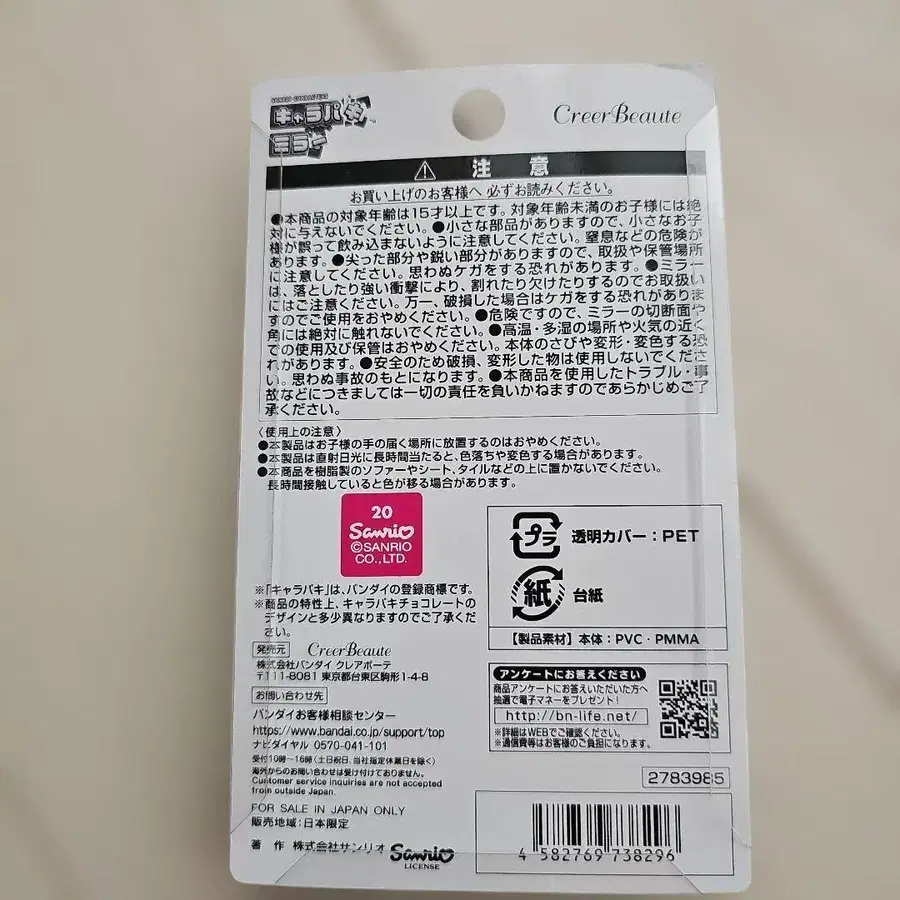 キャラパキ
ミラー
CreerBeaute
⚠ 注 意
お買い上げのお客様へ 必ずお読みください。
●本商品の対象年齢は15才以上です。対象年齢未満のお子様には絶
対に与えないでください。●小さな部品がありますので、小さなお子
様が誤って飲み込まないように注意してください。窒息などの危険が
あります。●尖った部分や鋭い部分がありますので、取扱や保管場所
に注意してください。思わぬケガをする恐れがあります。●ミラー
は、落としたり強い衝撃により、割れたり欠けたりするのでお取扱い
にはご注意ください。万一、破損した場合はケガをする恐れがありま
すのでご使用をおやめください。●危険ですので、ミラーの切断面や
角には絶対に触れないでください。●高温・多湿の場所や火気の近く
での使用及び保管はおやめください。本体のさびや変形・変色する恐
れがあります。●安全のため破損、変形した物は使用しないでくださ
い。思わぬ事故のもとになります。●本商品を使用したトラブル・事
故などにつきましては一切の責任を負いかねますのであらかじめご了
承ください。
〈使用上の注意〉
●本製品はお子様の手の届く場所に放置するのはおやめください。
●本製品は直射日光に長時間当たると、色落ちや変色する場合があります。
●本商品を樹脂製のソファーやシート、タイルなどの上に置かないでください。
長時間接触していると色が移る場合があります。
20
Sanrio
©SANRIO
CO.,LTD.
プラ 透明カバー：PET
紙 台紙
【製品素材】本体：PVC・PMMA
※「キャラパキ」は、バンダイの登録商標です。
※商品の特性上、キャラパキチョコレートの
デザインと多少異なりますのでご了承くだ
さい。
発売元 CreerBeaute
株式会社バンダイ クレアボーテ
〒111-8081 東京都台東区駒形1-4-8
お問い合わせ先
バンダイお客様相談センター
https://www.bandai.co.jp/support/top
ナビダイヤル 0570-041-101
受付10時〜16時（土日祝日、当社指定休業日を除く）
海外からのお問い合わせは受け付けておりません。
Customer service inquiries are not accepted
from outside Japan.
FOR SALE IN JAPAN ONLY
販売地域：日本限定
著 作 株式会社サンリオ Sanrio
LICENSE
アンケートにお答えください
商品アンケートにお答えいただいた方へ
抽選で電子マネーをプレゼント！
http://bn-life.net/
※詳細はWEBでご確認ください。
※通信費等はお客様のご負担になります。
2783985
4 582769 738296